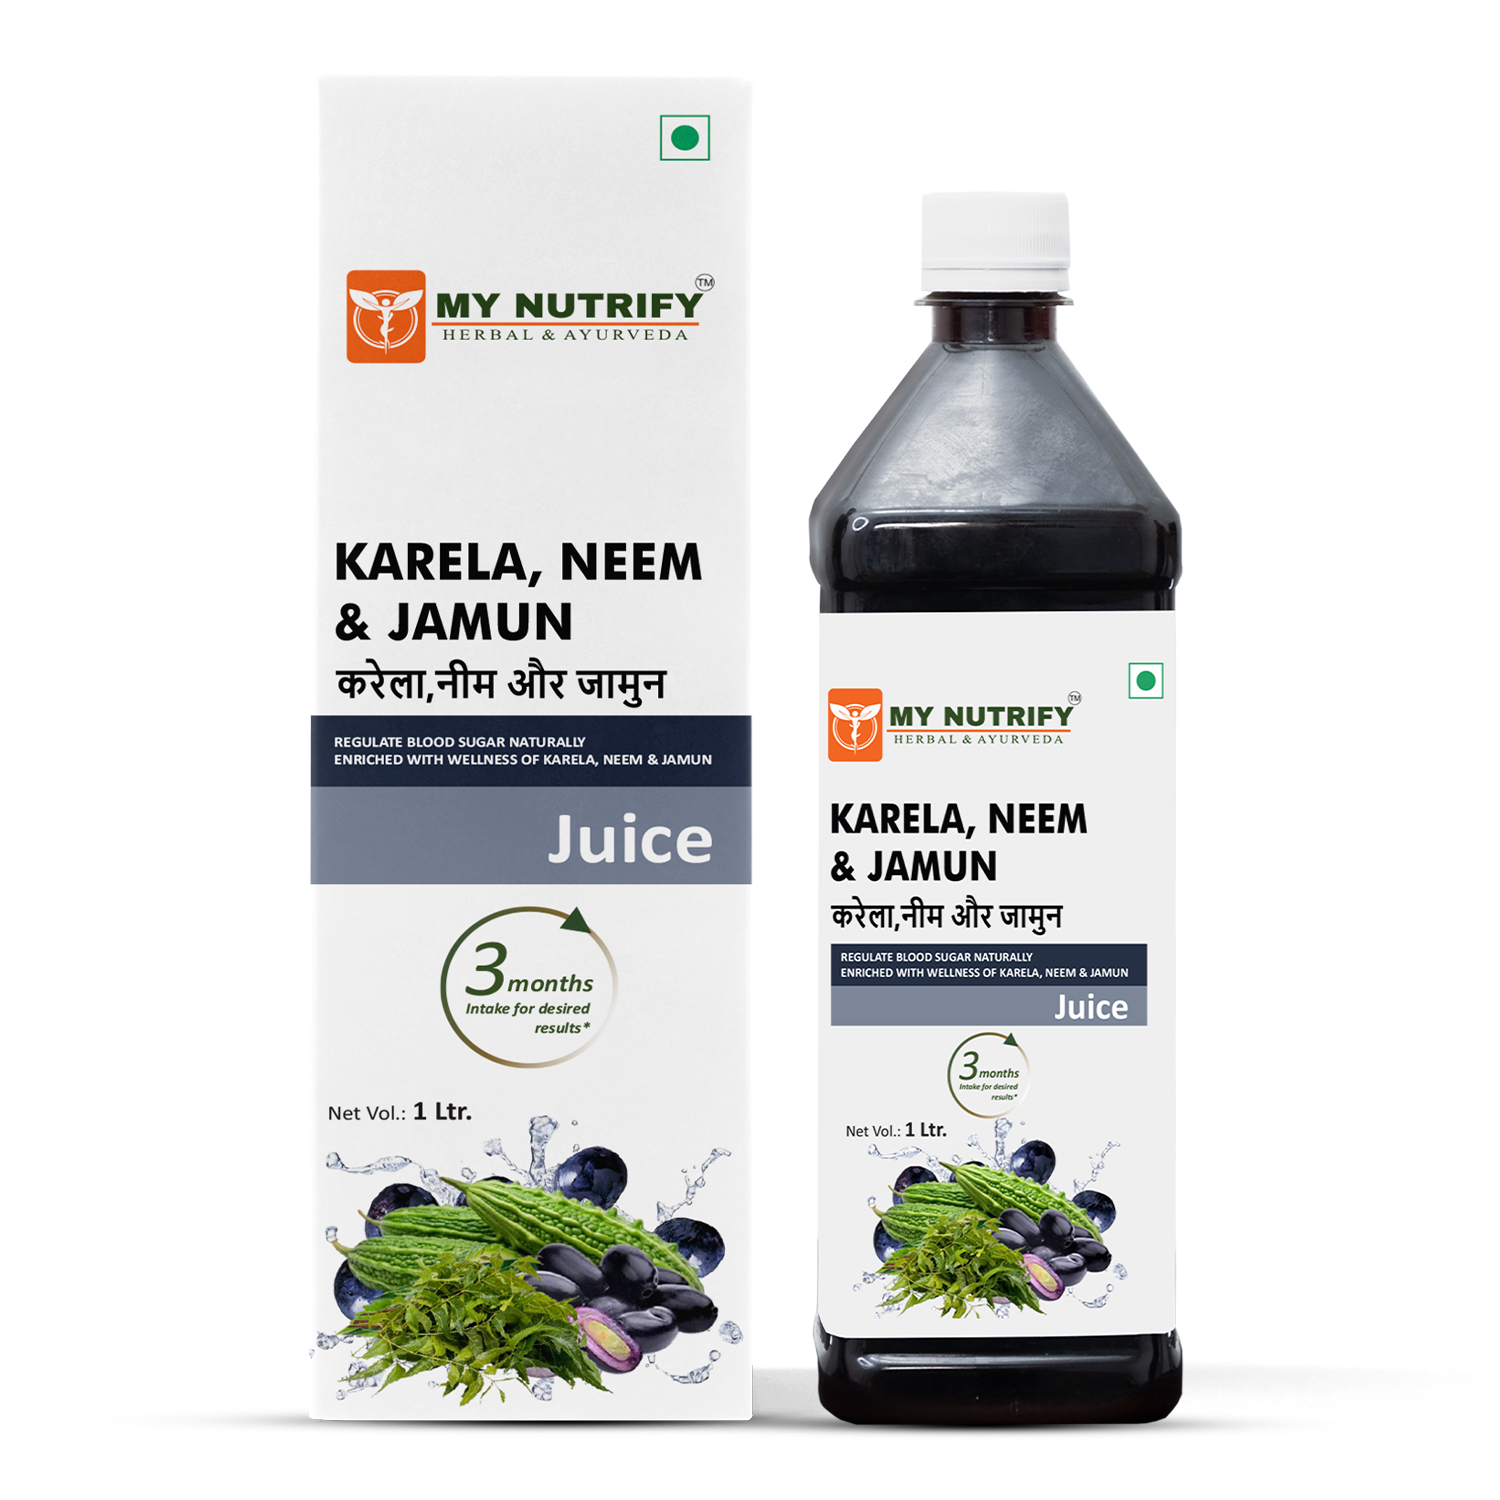 MY NUTRIFY TM
HERBAL & AYURVEDA
KARELA, NEEM
& JAMUN
करेला,नीम और जामुन
REGULATE BLOOD SUGAR NATURALLY
ENRICHED WITH WELLNESS OF KARELA, NEEM & JAMUN
Juice
3 months
Intake for desired
results*
Net Vol.: 1 Ltr.
MY NUTRIFY TM
HERBAL & AYURVEDA
KARELA, NEEM
& JAMUN
करेला,नीम और जामुन
REGULATE BLOOD SUGAR NATURALLY
ENRICHED WITH WELLNESS OF KARELA, NEEM & JAMUN
Juice
3 months
Intake for desired
results*
Net Vol.: 1 Ltr.